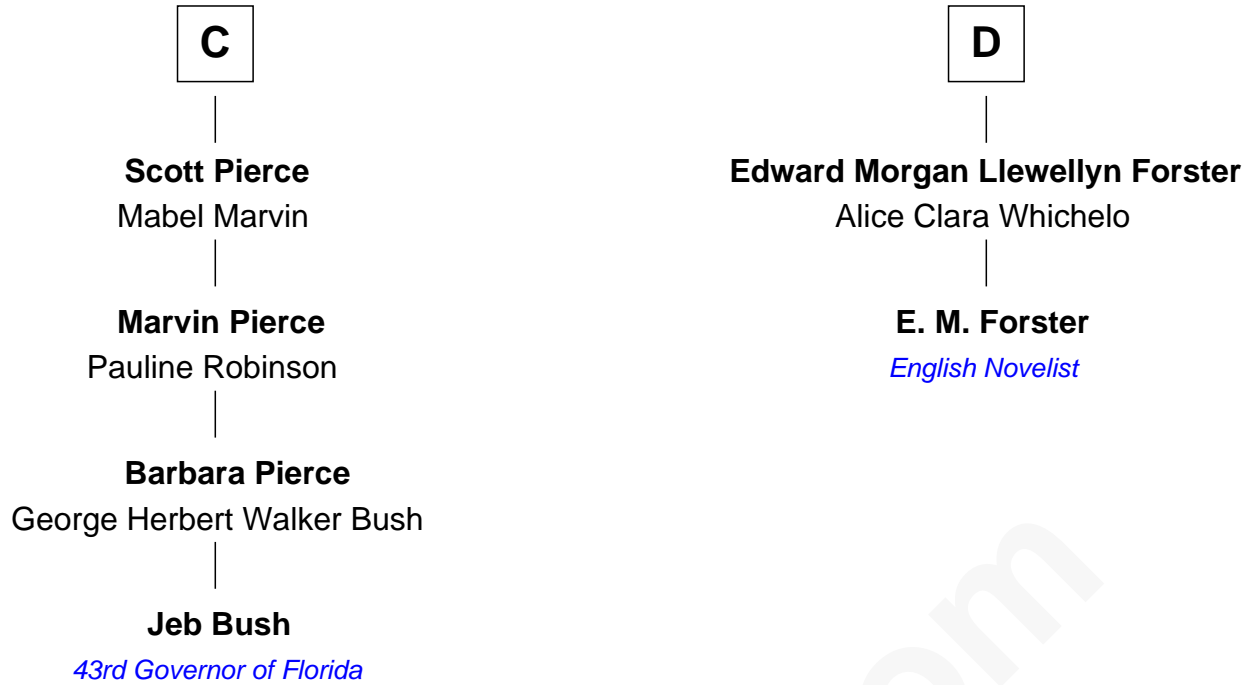 C
Scott Pierce
Mabel Marvin
Marvin Pierce
Pauline Robinson
Barbara Pierce
George Herbert Walker Bush
Jeb Bush
43rd Governor of Florida
D
Edward Morgan Llewellyn Forster
Alice Clara Whichelo
E. M. Forster
English Novelist
om